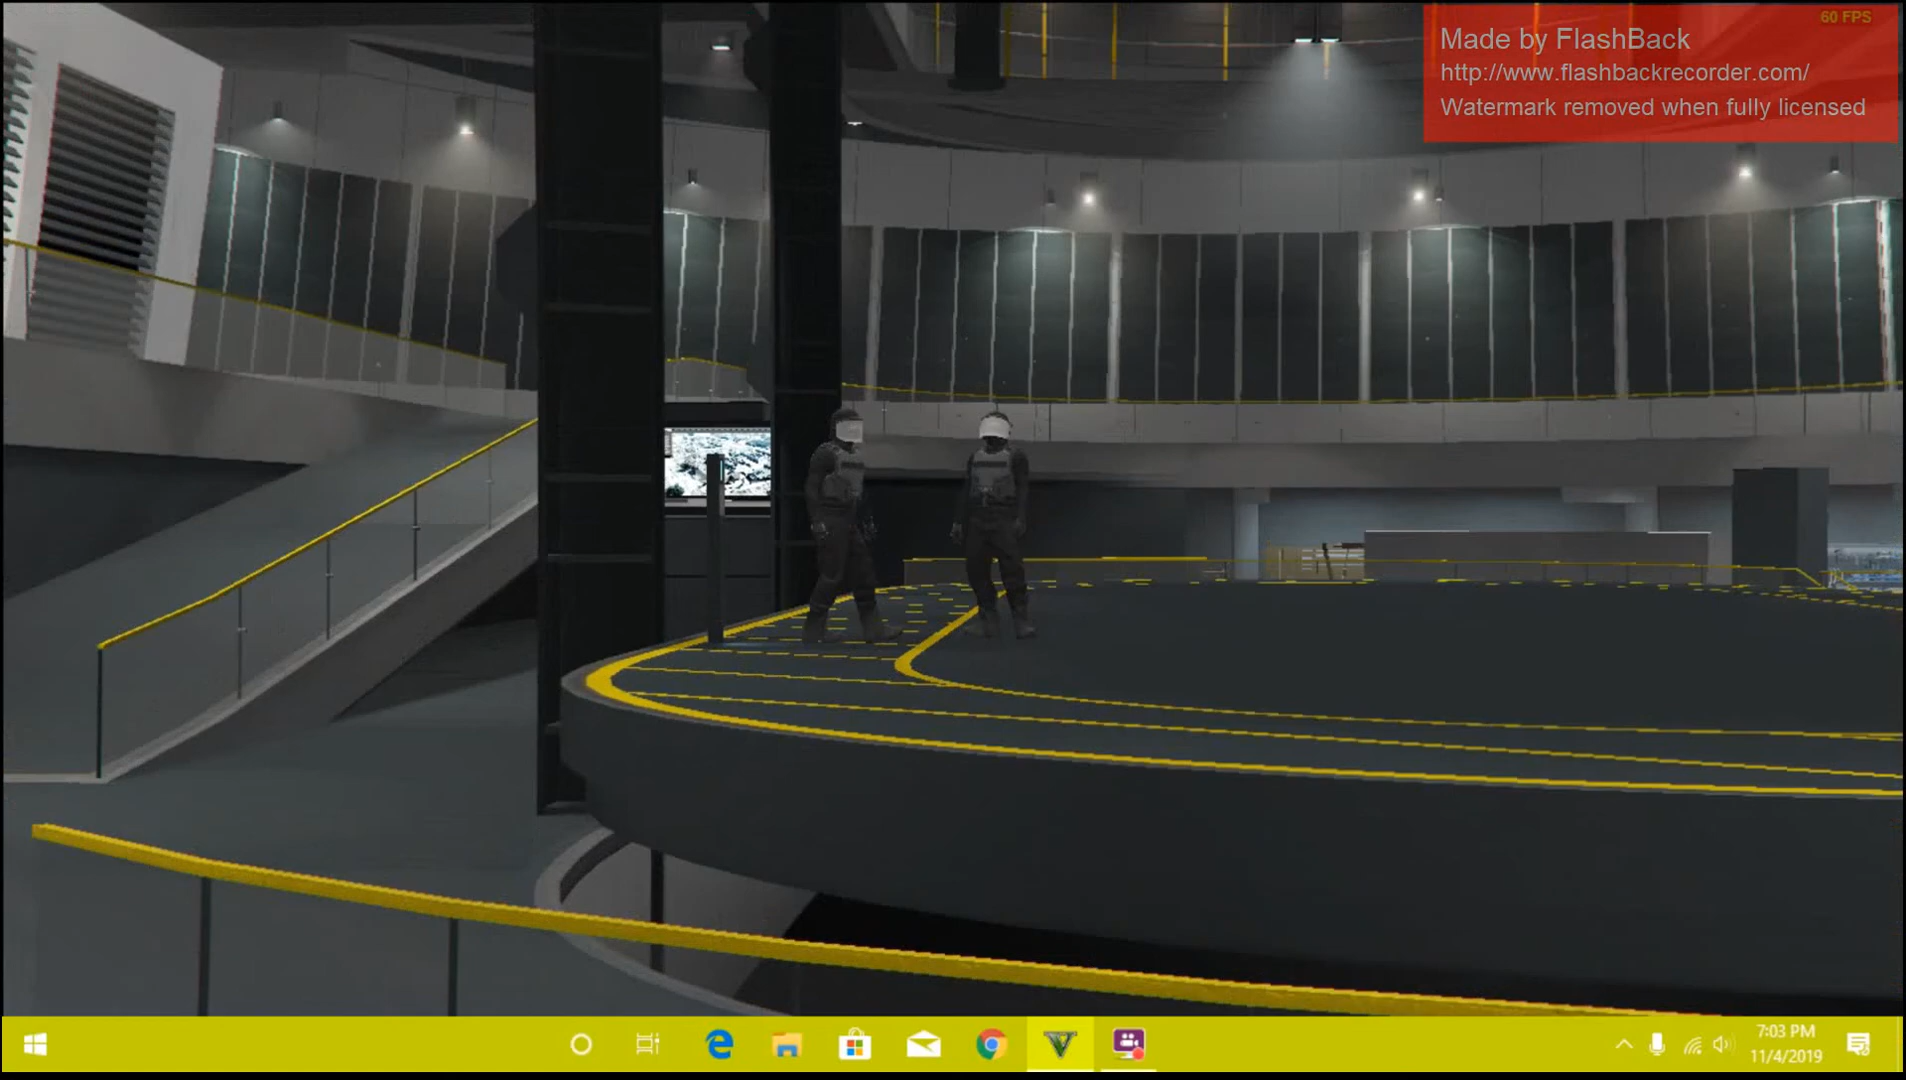 60 FPS
Made by FlashBack
http://www.flashbackrecorder.com/
Watermark removed when fully licensed
7:03 PM
11/4/2019